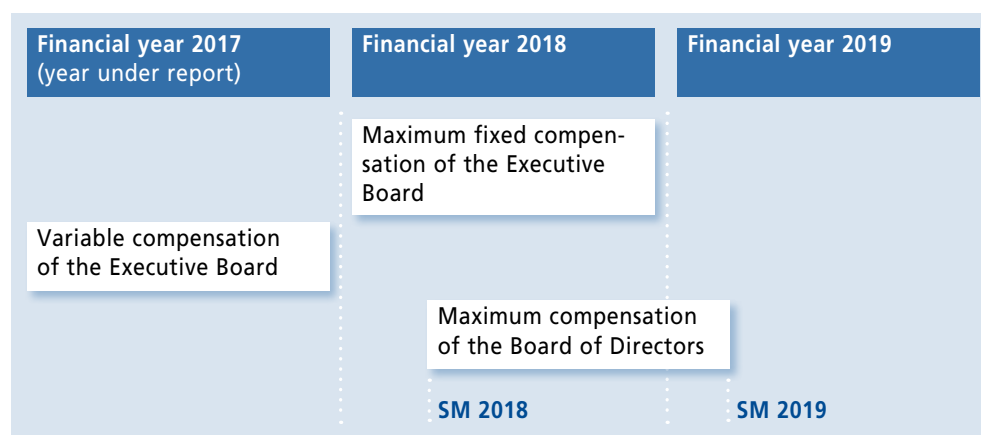 Financial year 2017
(year under report)
Financial year 2018
Financial year 2019
Maximum fixed compen-
sation of the Executive
Board
Variable compensation
of the Executive Board
Maximum compensation
of the Board of Directors
SM 2018
SM 2019